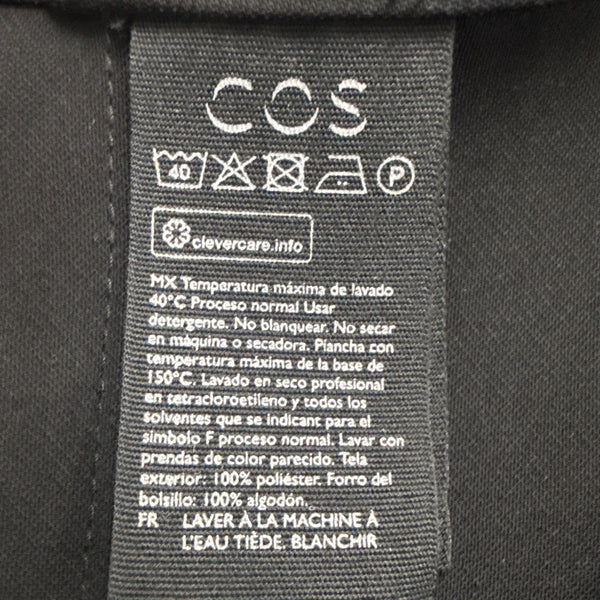 COS
40 P
clevercare.info
MX Temperatura máxima de lavado
40°C Proceso normal Usar
detergente. No blanquear. No secar
en máquina o secadora. Plancha con
temperatura máxima de la base de
150°C. Lavado en seco profesional
en tetracloroetileno y todos los
solventes que se indicant para el
símbolo F proceso normal. Lavar con
prendas de color parecido. Tela
exterior: 100% poliéster. Forro del
bolsillo: 100% algodón.
FR LAVER À LA MACHINE À
L'EAU TIÈDE. BLANCHIR